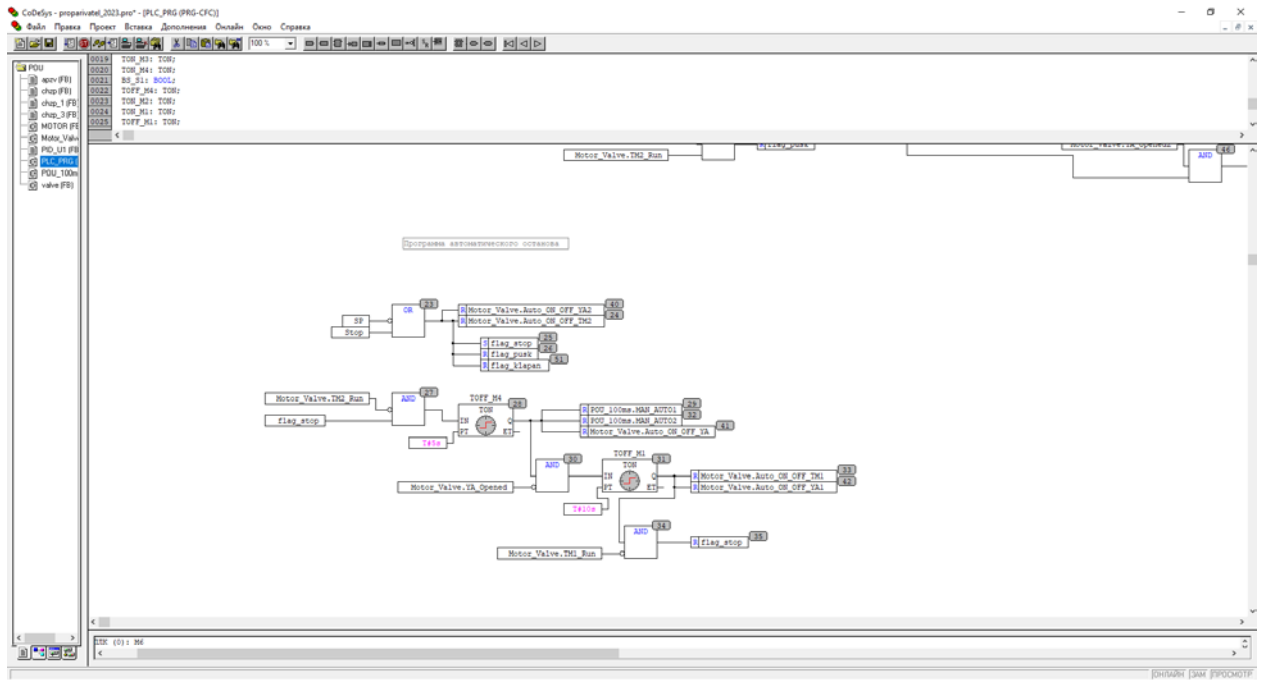 CoDeSys - proparivatel_2023.pro* - [PLC_PRG (PRG-CFC)]
Файл Правка Проект Вставка Дополнения Онлайн Окно Справка
100 %
POU
apzv (FB)
chzp (FB)
chzp_1 (FB)
chzp_3 (FB)
MOTOR (FE
Motor_Valv
PID_U1 (FB
PLC_PRG (
POU_100m
valve (FB)
0019 TON_M3: TON;
0020 TON_M4: TON;
0021 BS_S1: BOOL;
0022 TOFF_M4: TON;
0023 TON_M2: TON;
0024 TON_M1: TON;
0025 TOFF_M1: TON;
Motor_Valve.TM2_Run
R flag_pusk
Motor_Valve.YA_Opened2
AND 46
Программа автоматического останова
SP
Stop
OR 23
R Motor_Valve.Auto_ON_OFF_YA2 40
R Motor_Valve.Auto_ON_OFF_TM2 24
S flag_stop 25
R flag_pusk 26
R flag_klapan 51
Motor_Valve.TM2_Run
flag_stop
AND 27
TOFF_M4
TON 28
IN Q
PT ET
T#5s
R POU_100ms.MAN_AUTO1 29
R POU_100ms.MAN_AUTO2 32
R Motor_Valve.Auto_ON_OFF_YA 41
AND 30
Motor_Valve.YA_Opened
TOFF_M1
TON 31
IN Q
PT ET
T#10s
R Motor_Valve.Auto_ON_OFF_TM1 33
R Motor_Valve.Auto_ON_OFF_YA1 42
AND 34
Motor_Valve.TM1_Run
R flag_stop 35
ПЛК (0): М6
ОНЛАЙН ЗАМ ПРОСМОТР